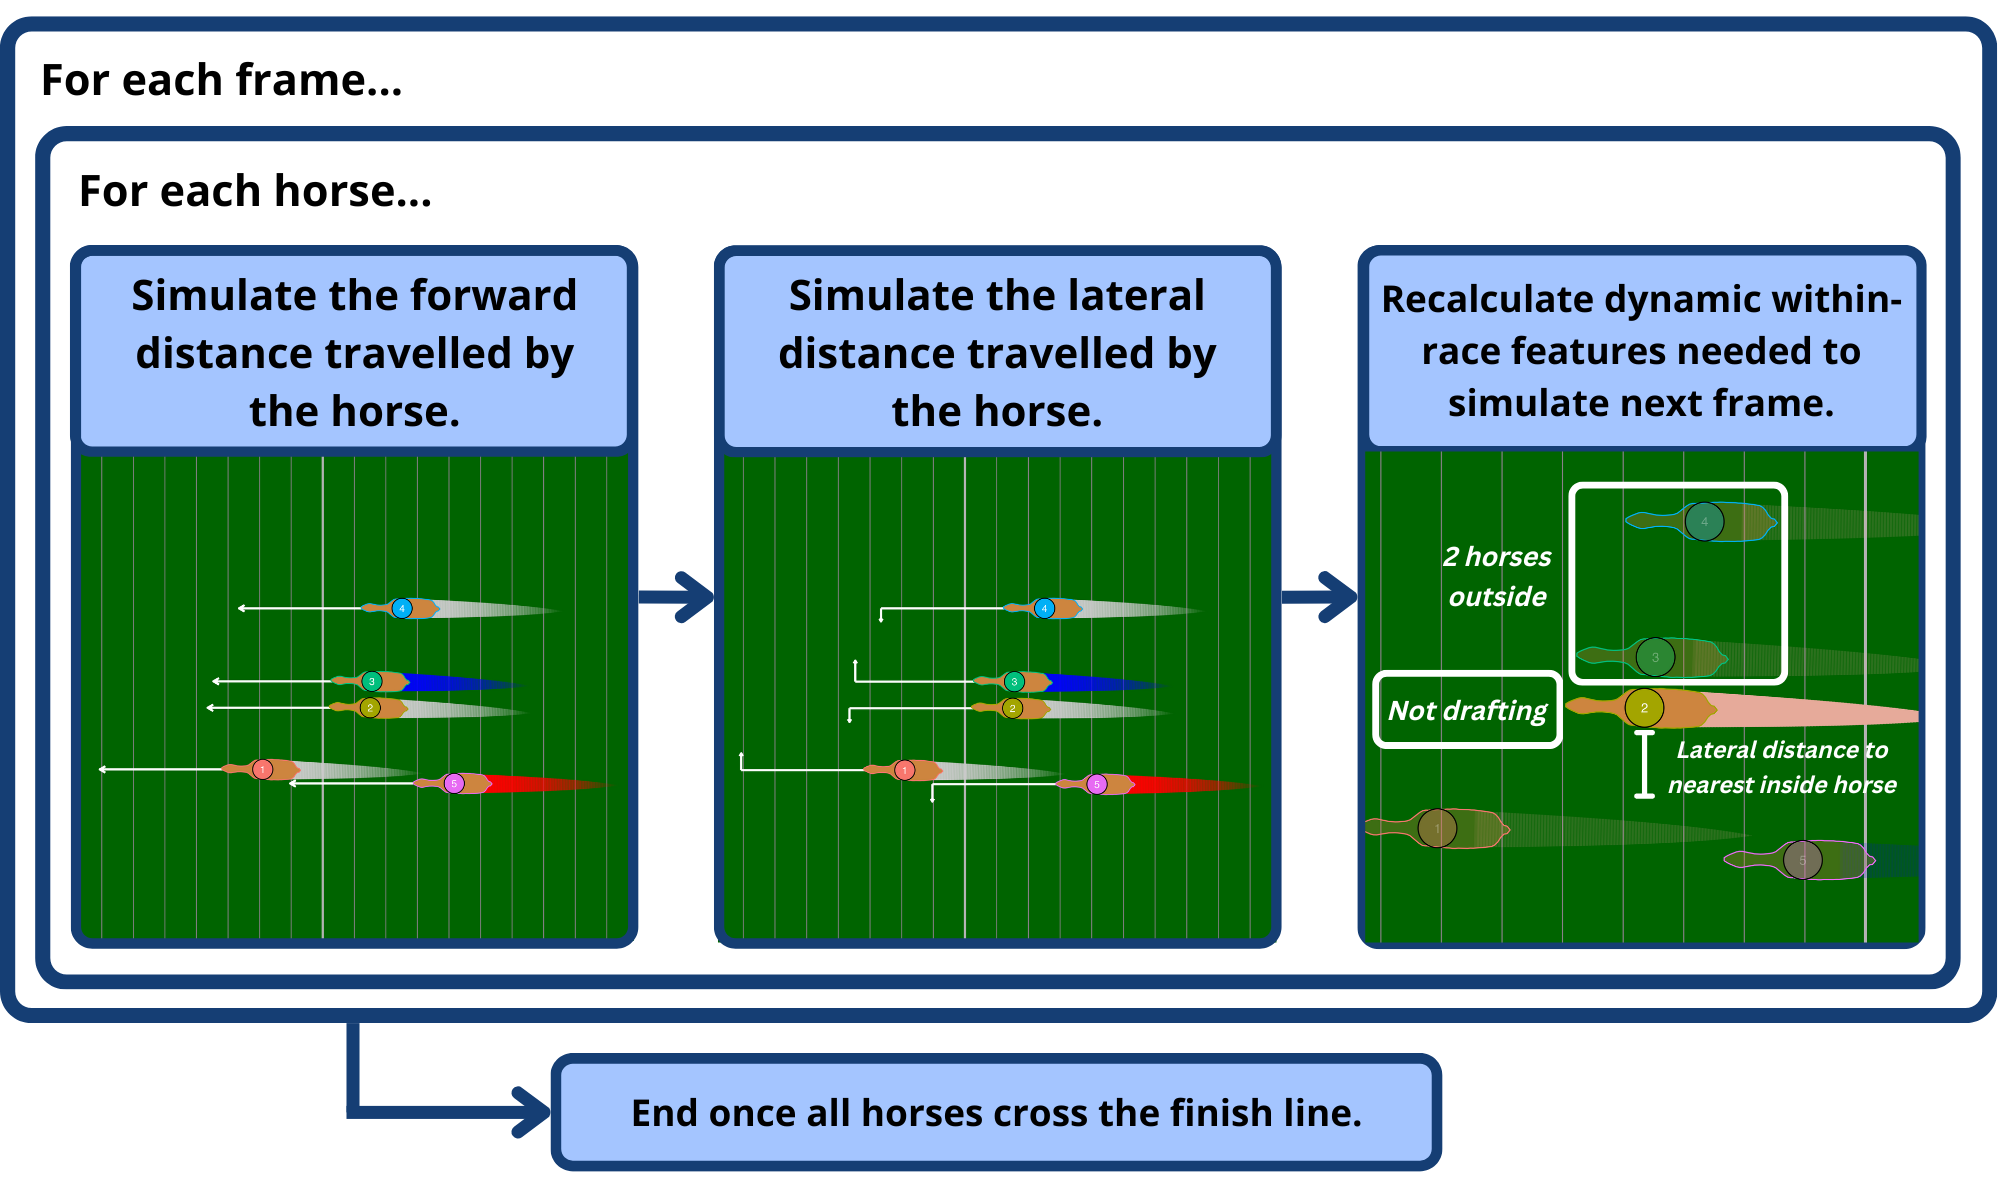 For each frame...
For each horse...
Simulate the forward
distance travelled by
the horse.
4
3
2
1
5
Simulate the lateral
distance travelled by
the horse.
4
3
2
1
5
Recalculate dynamic within-
race features needed to
simulate next frame.
4
2 horses
outside
3
Not drafting
2
Lateral distance to
nearest inside horse
1
5
End once all horses cross the finish line.